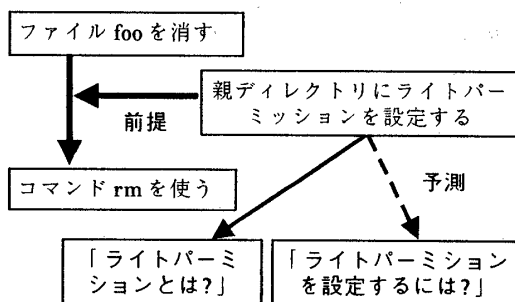 ファイル foo を消す
親ディレクトリにライトパー
ミッションを設定する
前提
コマンド rm を使う
予測
「ライトパーミ
ションとは?」
「ライトパーミション
を設定するには?」